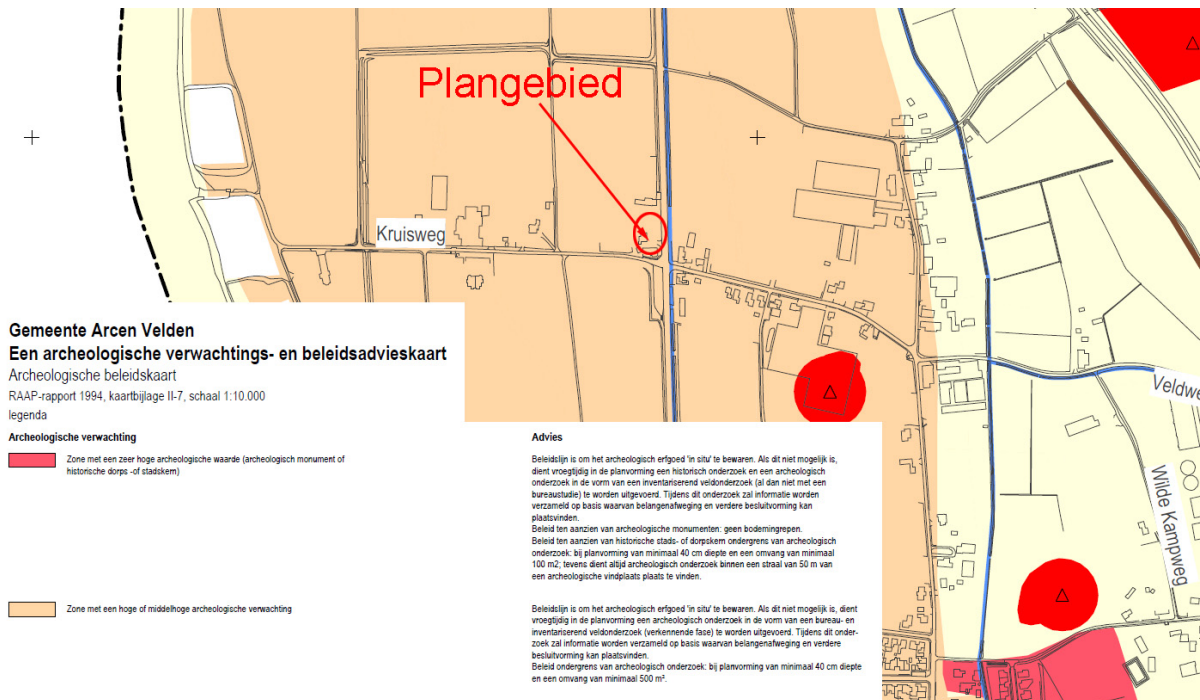 Plangebied
Kruisweg
Veldwe
Wilde Kampweg
Gemeente Arcen Velden
Een archeologische verwachtings- en beleidsadvieskaart
Archeologische beleidskaart
RAAP-rapport 1994, kaartbijlage II-7, schaal 1:10.000
legenda
Archeologische verwachting
Zone met een zeer hoge archeologische waarde (archeologisch monument of
historische dorps -of stadskern)
Zone met een hoge of middelhoge archeologische verwachting
Advies
Beleidslijn is om het archeologisch erfgoed 'in situ' te bewaren. Als dit niet mogelijk is,
dient vroegtijdig in de planvorming een historisch onderzoek en een archeologisch
onderzoek in de vorm van een inventariserend veldonderzoek (al dan niet met een
bureaustudie) te worden uitgevoerd. Tijdens dit onderzoek zal informatie worden
verzameld op basis waarvan belangenafweging en verdere besluitvorming kan
plaatsvinden.
Beleid ten aanzien van archeologische monumenten: geen bodemingrepen.
Beleid ten aanzien van historische stads- of dorpskern ondergrens van archeologisch
onderzoek: bij planvorming van minimaal 40 cm diepte en een omvang van minimaal
100 m2; tevens dient altijd archeologisch onderzoek binnen een straal van 50 m van
een archeologische vindplaats plaats te vinden.
Beleidslijn is om het archeologisch erfgoed 'in situ' te bewaren. Als dit niet mogelijk is, dient
vroegtijdig in de planvorming een archeologisch onderzoek in de vorm van een bureau- en
inventariserend veldonderzoek (verkennende fase) te worden uitgevoerd. Tijdens dit onder-
zoek zal informatie worden verzameld op basis waarvan belangenafweging en verdere
besluitvorming kan plaatsvinden.
Beleid ondergrens van archeologisch onderzoek: bij planvorming van minimaal 40 cm diepte
en een omvang van minimaal 500 m².